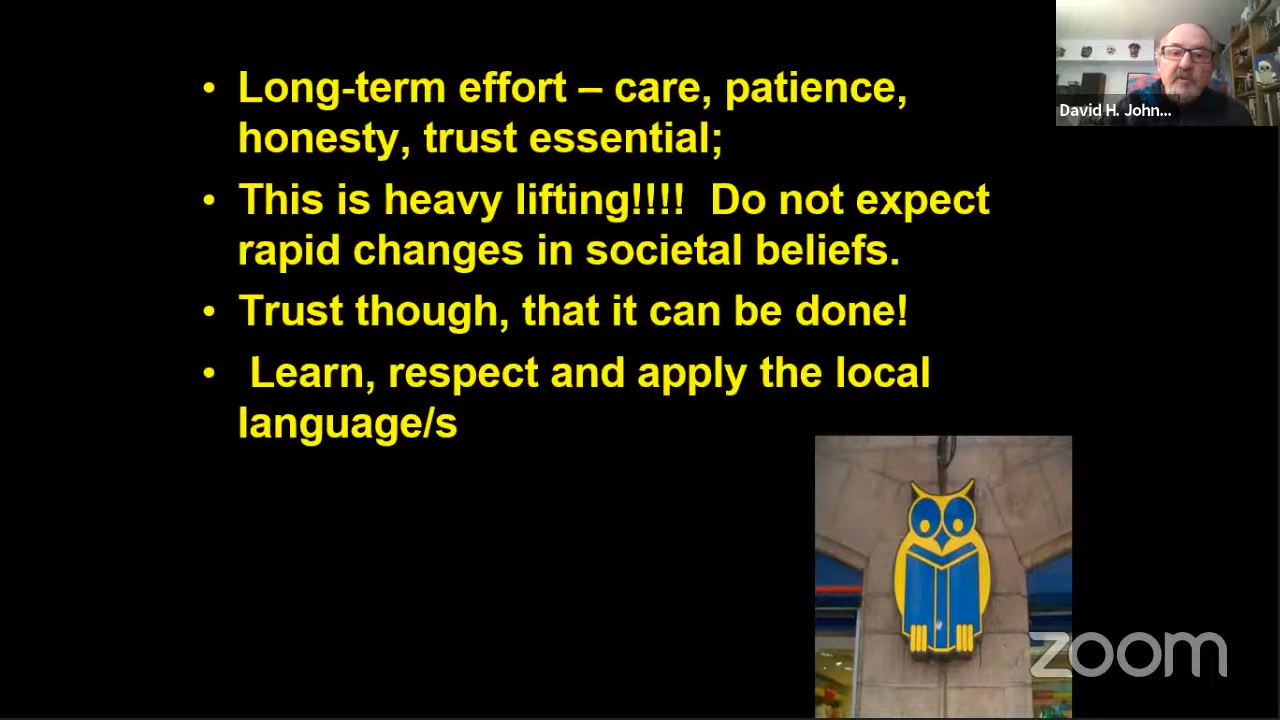 • Long-term effort – care, patience,
honesty, trust essential;
• This is heavy lifting!!!!  Do not expect
rapid changes in societal beliefs.
• Trust though, that it can be done!
• Learn, respect and apply the local
language/s
David H. John...
zoom